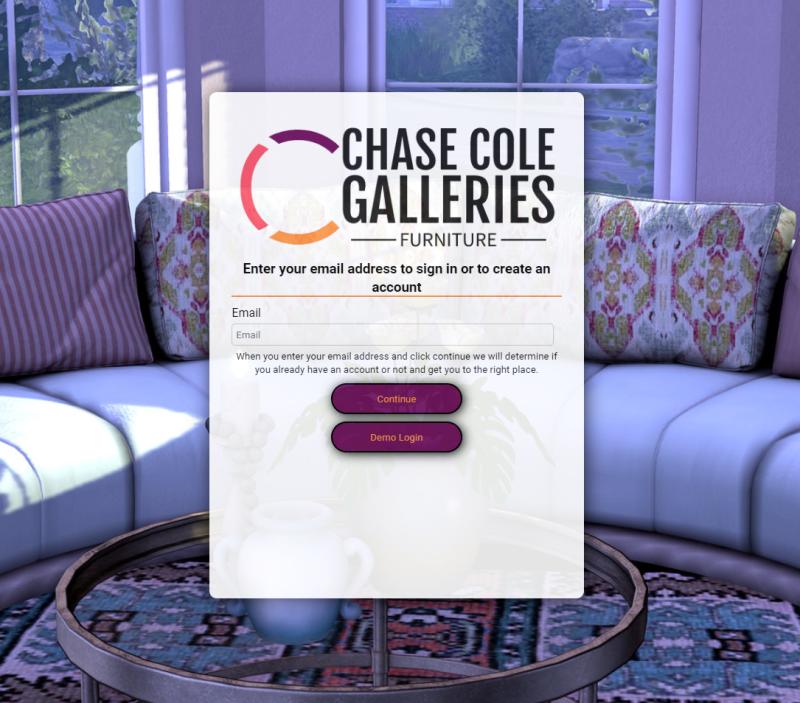 CHASE COLE
GALLERIES
FURNITURE
Enter your email address to sign in or to create an
account
Email
Email
When you enter your email address and click continue we will determine if
you already have an account or not and get you to the right place.
Continue
Demo Login